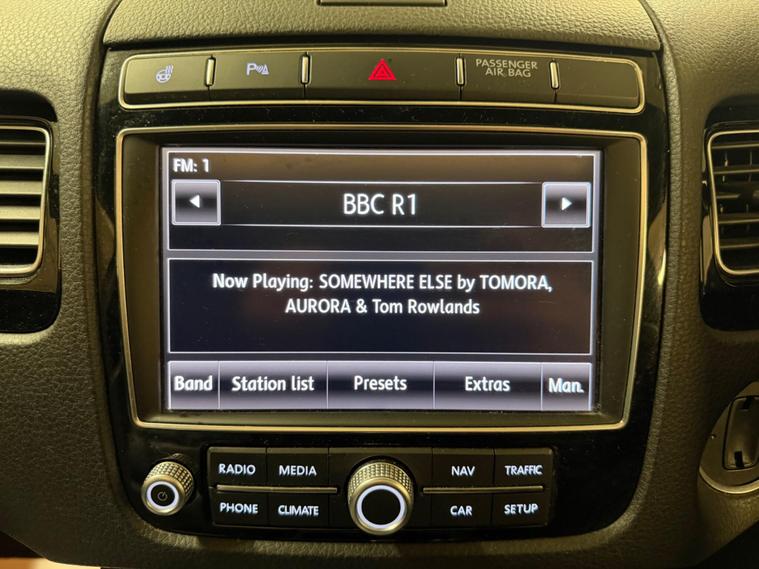 PASSENGER
AIR BAG
FM: 1
BBC R1
Now Playing: SOMEWHERE ELSE by TOMORA,
AURORA & Tom Rowlands
Band Station list Presets Extras Man.
RADIO MEDIA NAV TRAFFIC
PHONE CLIMATE CAR SETUP